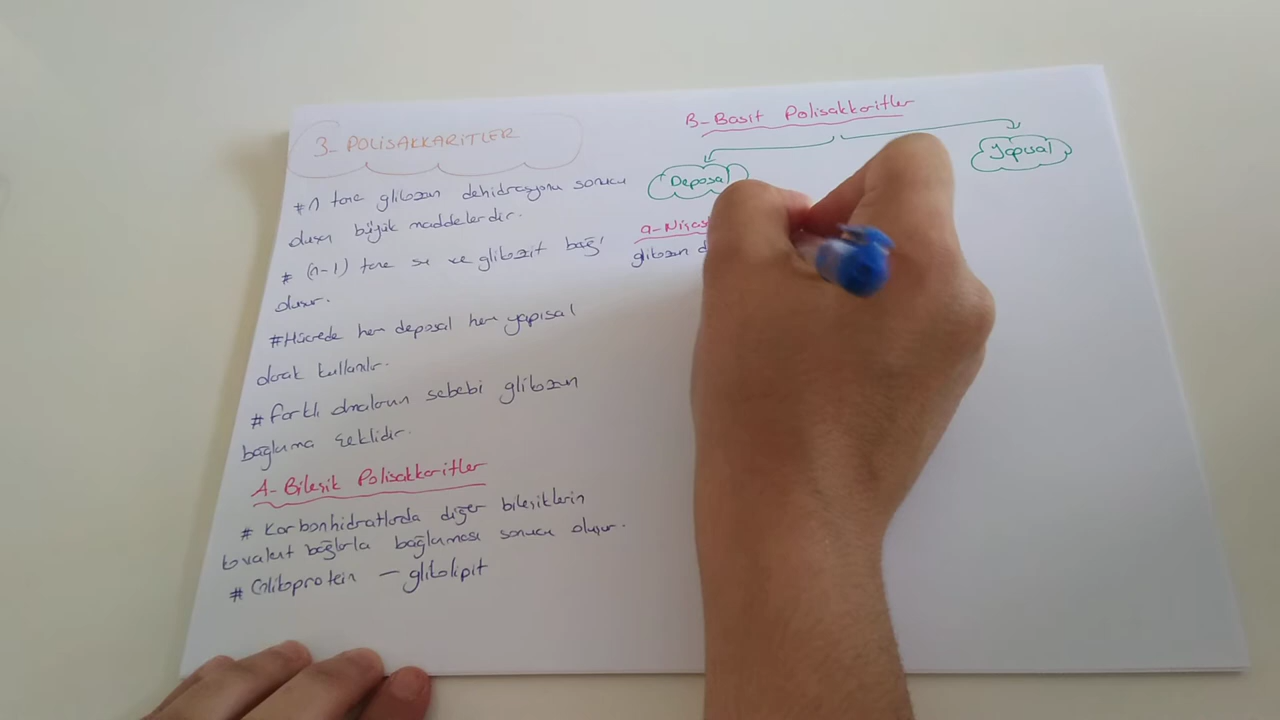 3- POLİSAKKARİTLER
# n tane glikozun dehidrasyonu sonucu
oluşan büyük maddelerdir.
# (n-1) tane su ve glikozit bağı
oluşur.
# Hücrede hem deposal hem yapısal
olarak kullanılır.
# Farklı olmalarının sebebi glikozun
bağlanma şeklidir.
A- Bileşik Polisakkaritler
# Karbonhidratlarda diğer bileşiklerin
kovalent bağlarla bağlanması sonucu oluşur.
# Glikoprotein — glikolipit
B- Basit Polisakkaritler
Deposal
Yapısal
a- Nişas
glikozun d